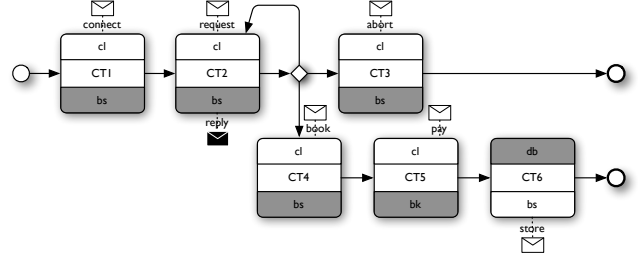 connect
request
abort
cl
cl
cl
CT1
CT2
CT3
bs
bs
bs
reply
book
pay
cl
cl
db
CT4
CT5
CT6
bs
bk
bs
store